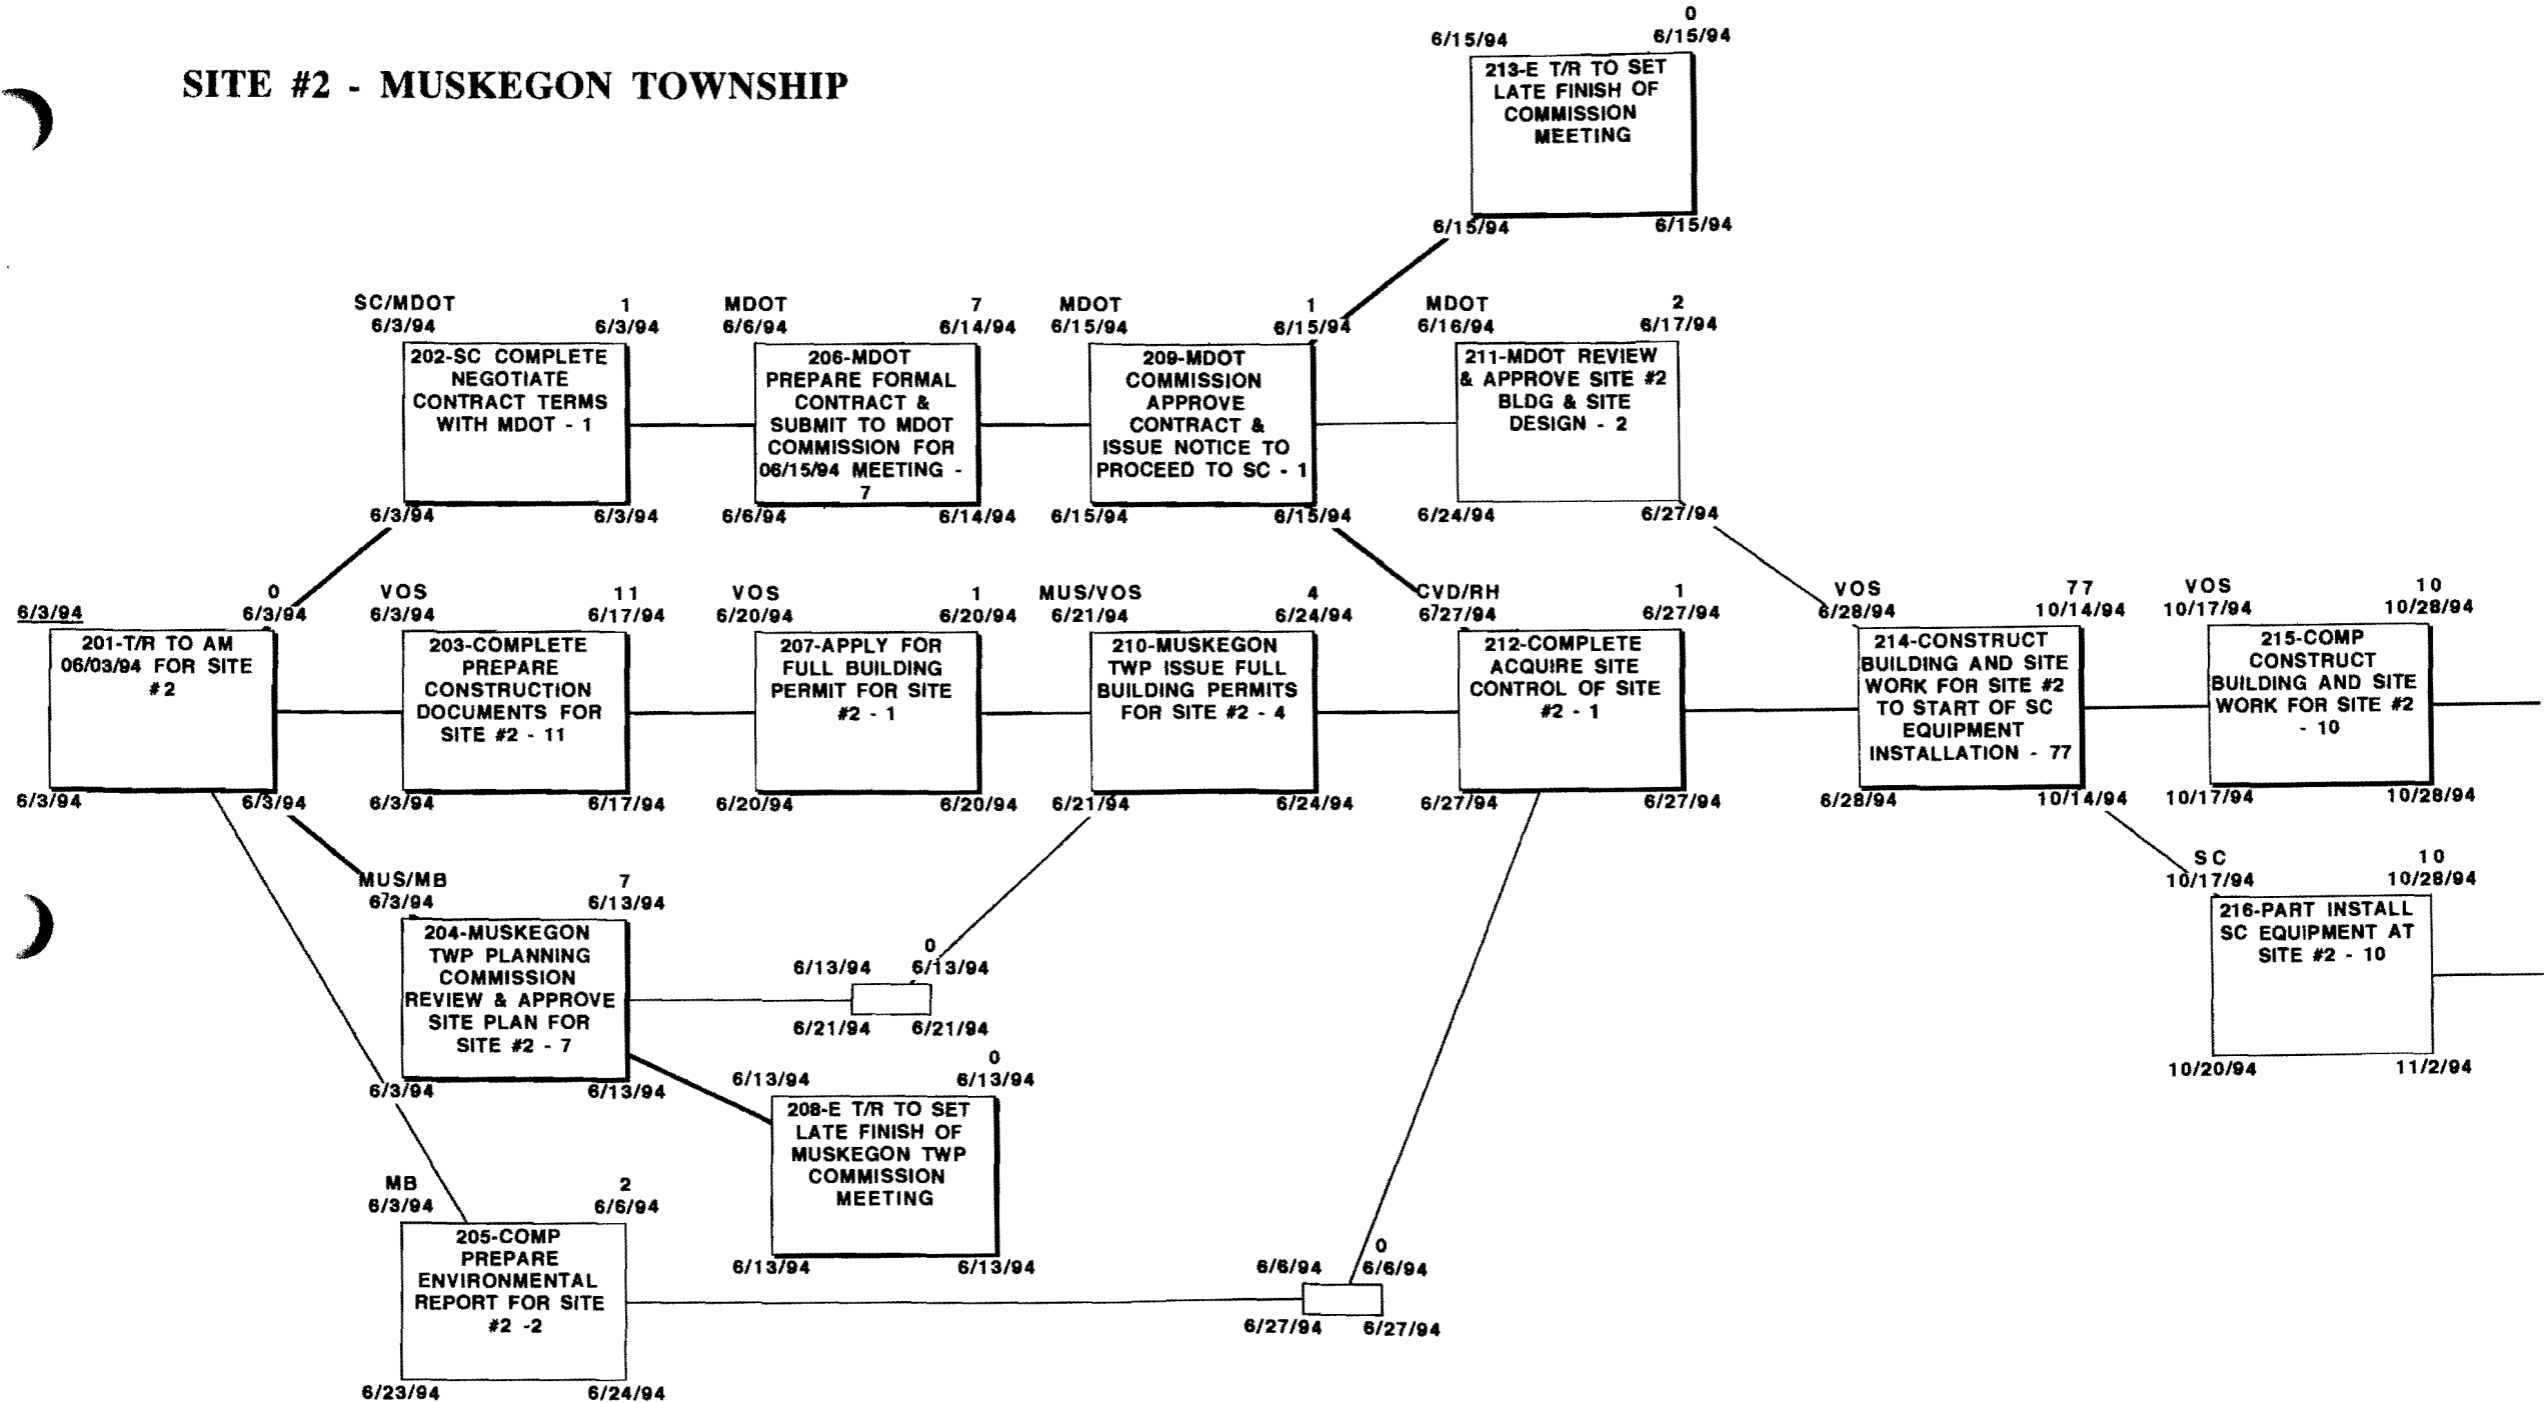 SITE #2 - MUSKEGON TOWNSHIP
0
6/15/94 6/15/94
213-E T/R TO SET
LATE FINISH OF
COMMISSION
MEETING
6/15/94 6/15/94
SC/MDOT 1
6/3/94 6/3/94
202-SC COMPLETE
NEGOTIATE
CONTRACT TERMS
WITH MDOT - 1
6/3/94 6/3/94
MDOT 7
6/6/94 6/14/94
206-MDOT
PREPARE FORMAL
CONTRACT &
SUBMIT TO MDOT
COMMISSION FOR
06/15/94 MEETING -
7
6/6/94 6/14/94
MDOT 1
6/15/94 6/15/94
209-MDOT
COMMISSION
APPROVE
CONTRACT &
ISSUE NOTICE TO
PROCEED TO SC - 1
6/15/94 6/15/94
MDOT 2
6/16/94 6/17/94
211-MDOT REVIEW
& APPROVE SITE #2
BLDG & SITE
DESIGN - 2
6/24/94 6/27/94
0
6/3/94 6/3/94
201-T/R TO AM
06/03/94 FOR SITE
#2
6/3/94 6/3/94
VOS 11
6/3/94 6/17/94
203-COMPLETE
PREPARE
CONSTRUCTION
DOCUMENTS FOR
SITE #2 - 11
6/3/94 6/17/94
VOS 1
6/20/94 6/20/94
207-APPLY FOR
FULL BUILDING
PERMIT FOR SITE
#2 - 1
6/20/94 6/20/94
MUS/VOS 4
6/21/94 6/24/94
210-MUSKEGON
TWP ISSUE FULL
BUILDING PERMITS
FOR SITE #2 - 4
6/21/94 6/24/94
CVD/RH 1
6/27/94 6/27/94
212-COMPLETE
ACQUIRE SITE
CONTROL OF SITE
#2 - 1
6/27/94 6/27/94
VOS 77
6/28/94 10/14/94
214-CONSTRUCT
BUILDING AND SITE
WORK FOR SITE #2
TO START OF SC
EQUIPMENT
INSTALLATION - 77
6/28/94 10/14/94
VOS 10
10/17/94 10/28/94
215-COMP
CONSTRUCT
BUILDING AND SITE
WORK FOR SITE #2
- 10
10/17/94 10/28/94
MUS/MB 7
6/3/94 6/13/94
204-MUSKEGON
TWP PLANNING
COMMISSION
REVIEW & APPROVE
SITE PLAN FOR
SITE #2 - 7
6/3/94 6/13/94
0
6/13/94 6/13/94
6/21/94 6/21/94
SC 10
10/17/94 10/28/94
216-PART INSTALL
SC EQUIPMENT AT
SITE #2 - 10
10/20/94 11/2/94
0
6/13/94 6/13/94
208-E T/R TO SET
LATE FINISH OF
MUSKEGON TWP
COMMISSION
MEETING
6/13/94 6/13/94
MB 2
6/3/94 6/6/94
205-COMP
PREPARE
ENVIRONMENTAL
REPORT FOR SITE
#2 -2
6/23/94 6/24/94
0
6/6/94 6/6/94
6/27/94 6/27/94